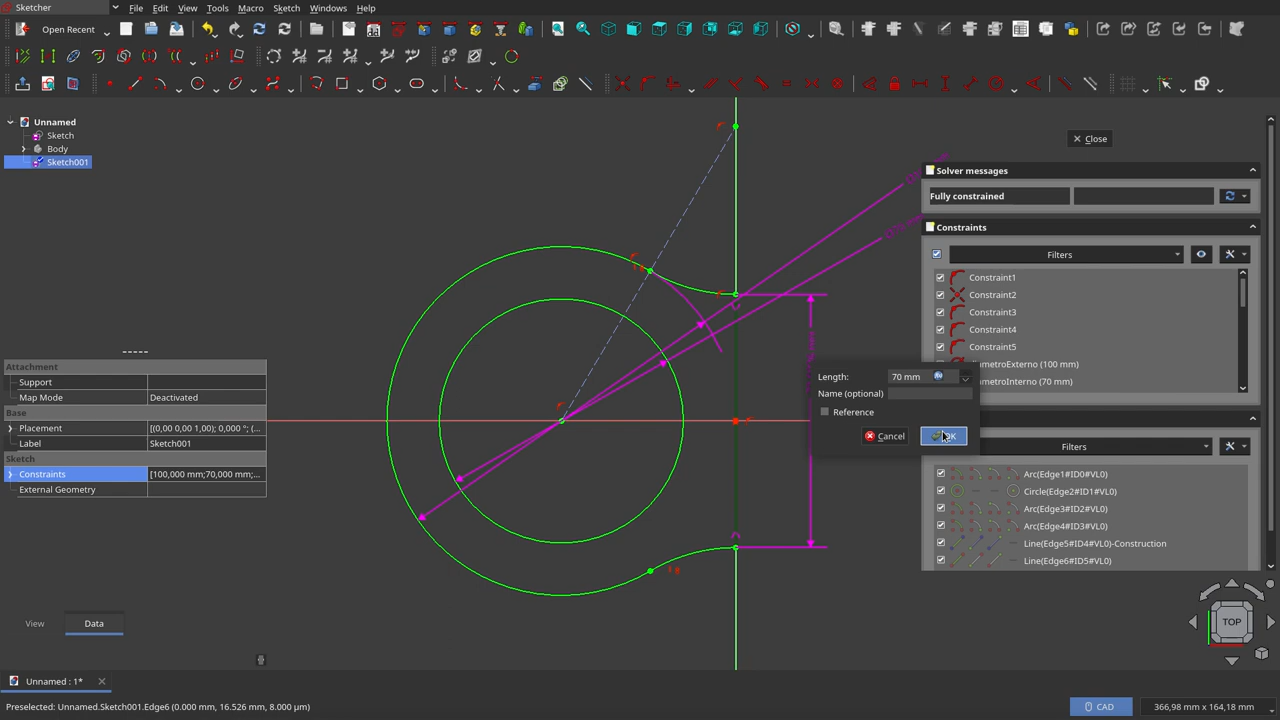 Sketcher
File Edit View Tools Macro Sketch Windows Help
Open Recent
Unnamed
Sketch
Body
Sketch001
Close
Solver messages
Fully constrained
Constraints
Filters
Constraint1
Constraint2
Constraint3
Constraint4
Constraint5
ametroExterno (100 mm)
ametroInterno (70 mm)
Length: 70 mm
Name (optional)
Reference
Cancel OK
Filters
Arc(Edge1#ID0#VL0)
Circle(Edge2#ID1#VL0)
Arc(Edge3#ID2#VL0)
Arc(Edge4#ID3#VL0)
Line(Edge5#ID4#VL0)-Construction
Line(Edge6#ID5#VL0)
Attachment
Support
Map Mode Deactivated
Base
Placement [(0,00 0,00 1,00); 0,000 °; (...
Label Sketch001
Sketch
Constraints [100,000 mm;70,000 mm;...
External Geometry
View Data
TOP
Unnamed : 1*
Preselected: Unnamed.Sketch001.Edge6 (0.000 mm, 16.526 mm, 8.000 µm)
CAD
366,98 mm x 164,18 mm